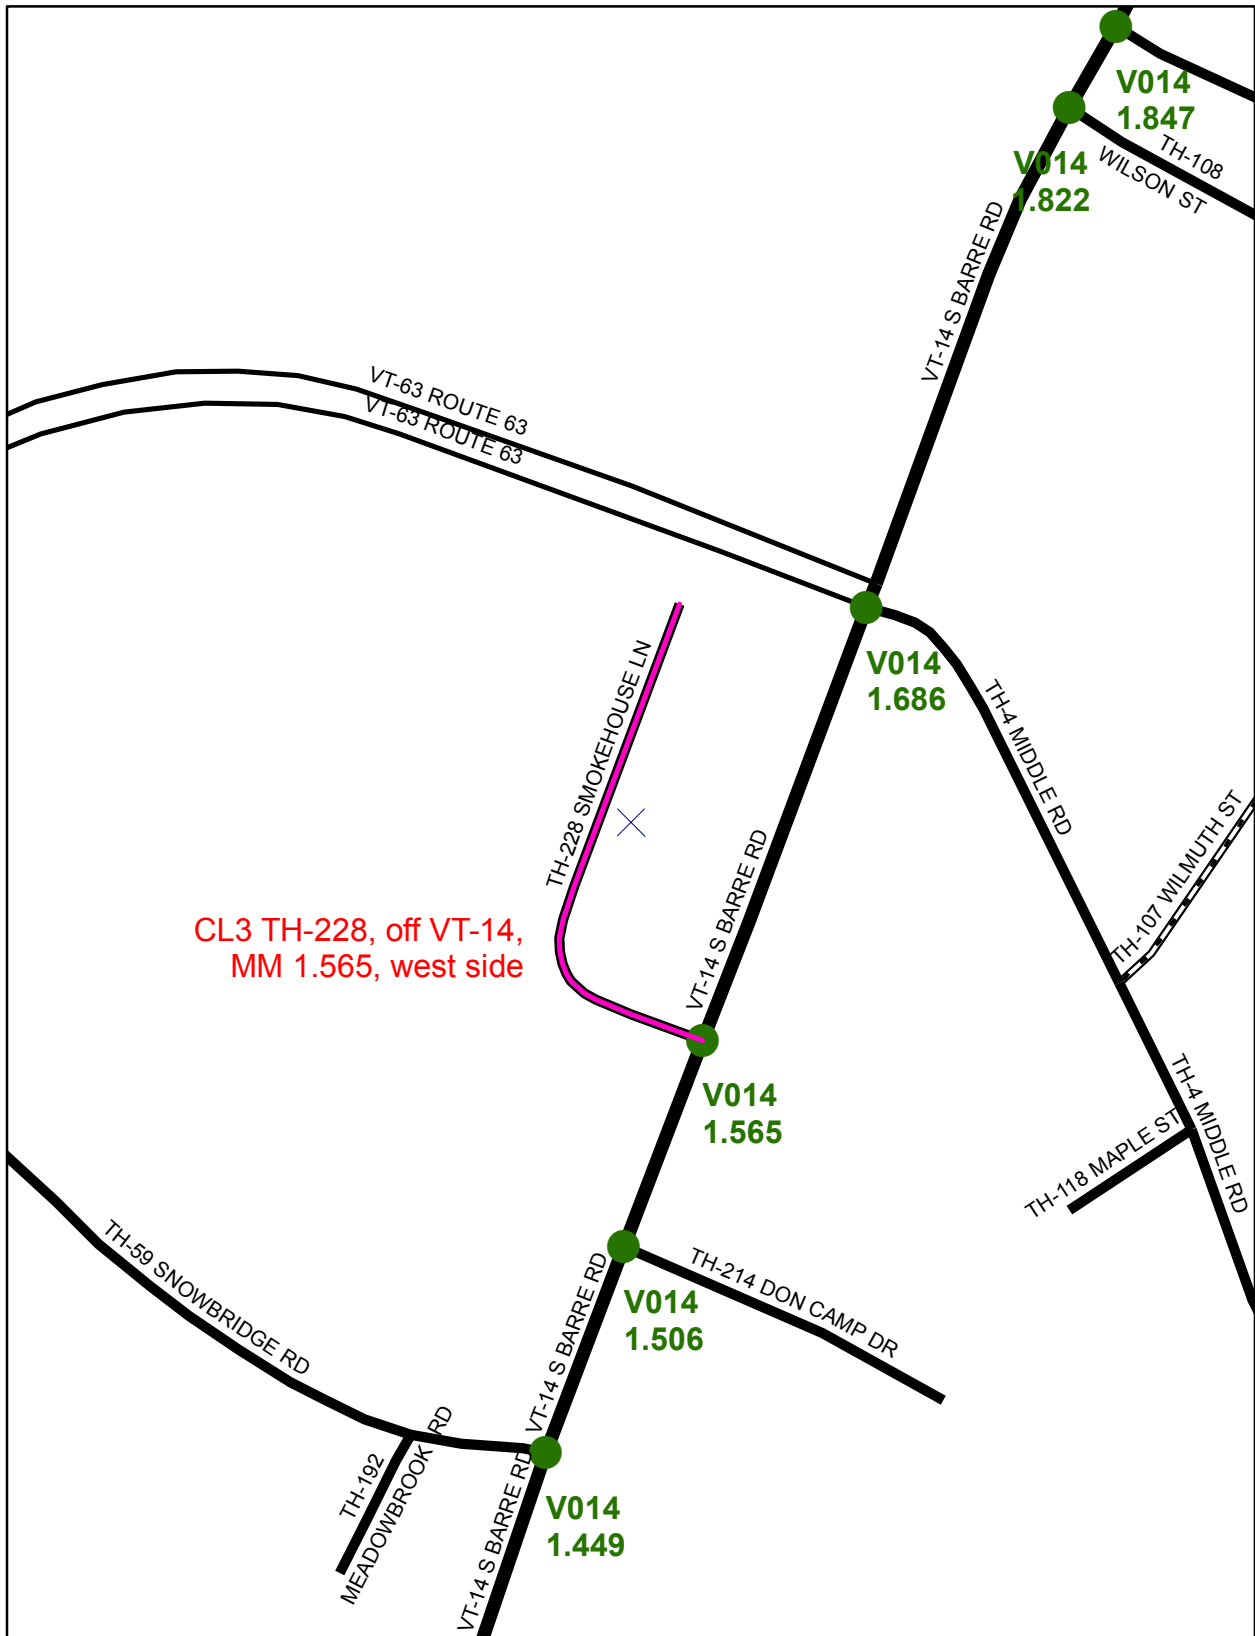 V014
1.847
TH-108
WILSON ST
V014
1.822
VT-14 S BARRE RD
VT-63 ROUTE 63
VT-63 ROUTE 63
V014
1.686
TH-228 SMOKEHOUSE LN
TH-4 MIDDLE RD
TH-107 WILMUTH ST
VT-14 S BARRE RD
CL3 TH-228, off VT-14,
MM 1.565, west side
V014
1.565
TH-4 MIDDLE RD
TH-118 MAPLE ST
TH-59 SNOWBRIDGE RD
TH-214 DON CAMP DR
V014
1.506
VT-14 S BARRE RD
TH-192
MEADOWBROOK RD
VT-14 S BARRE RD
V014
1.449